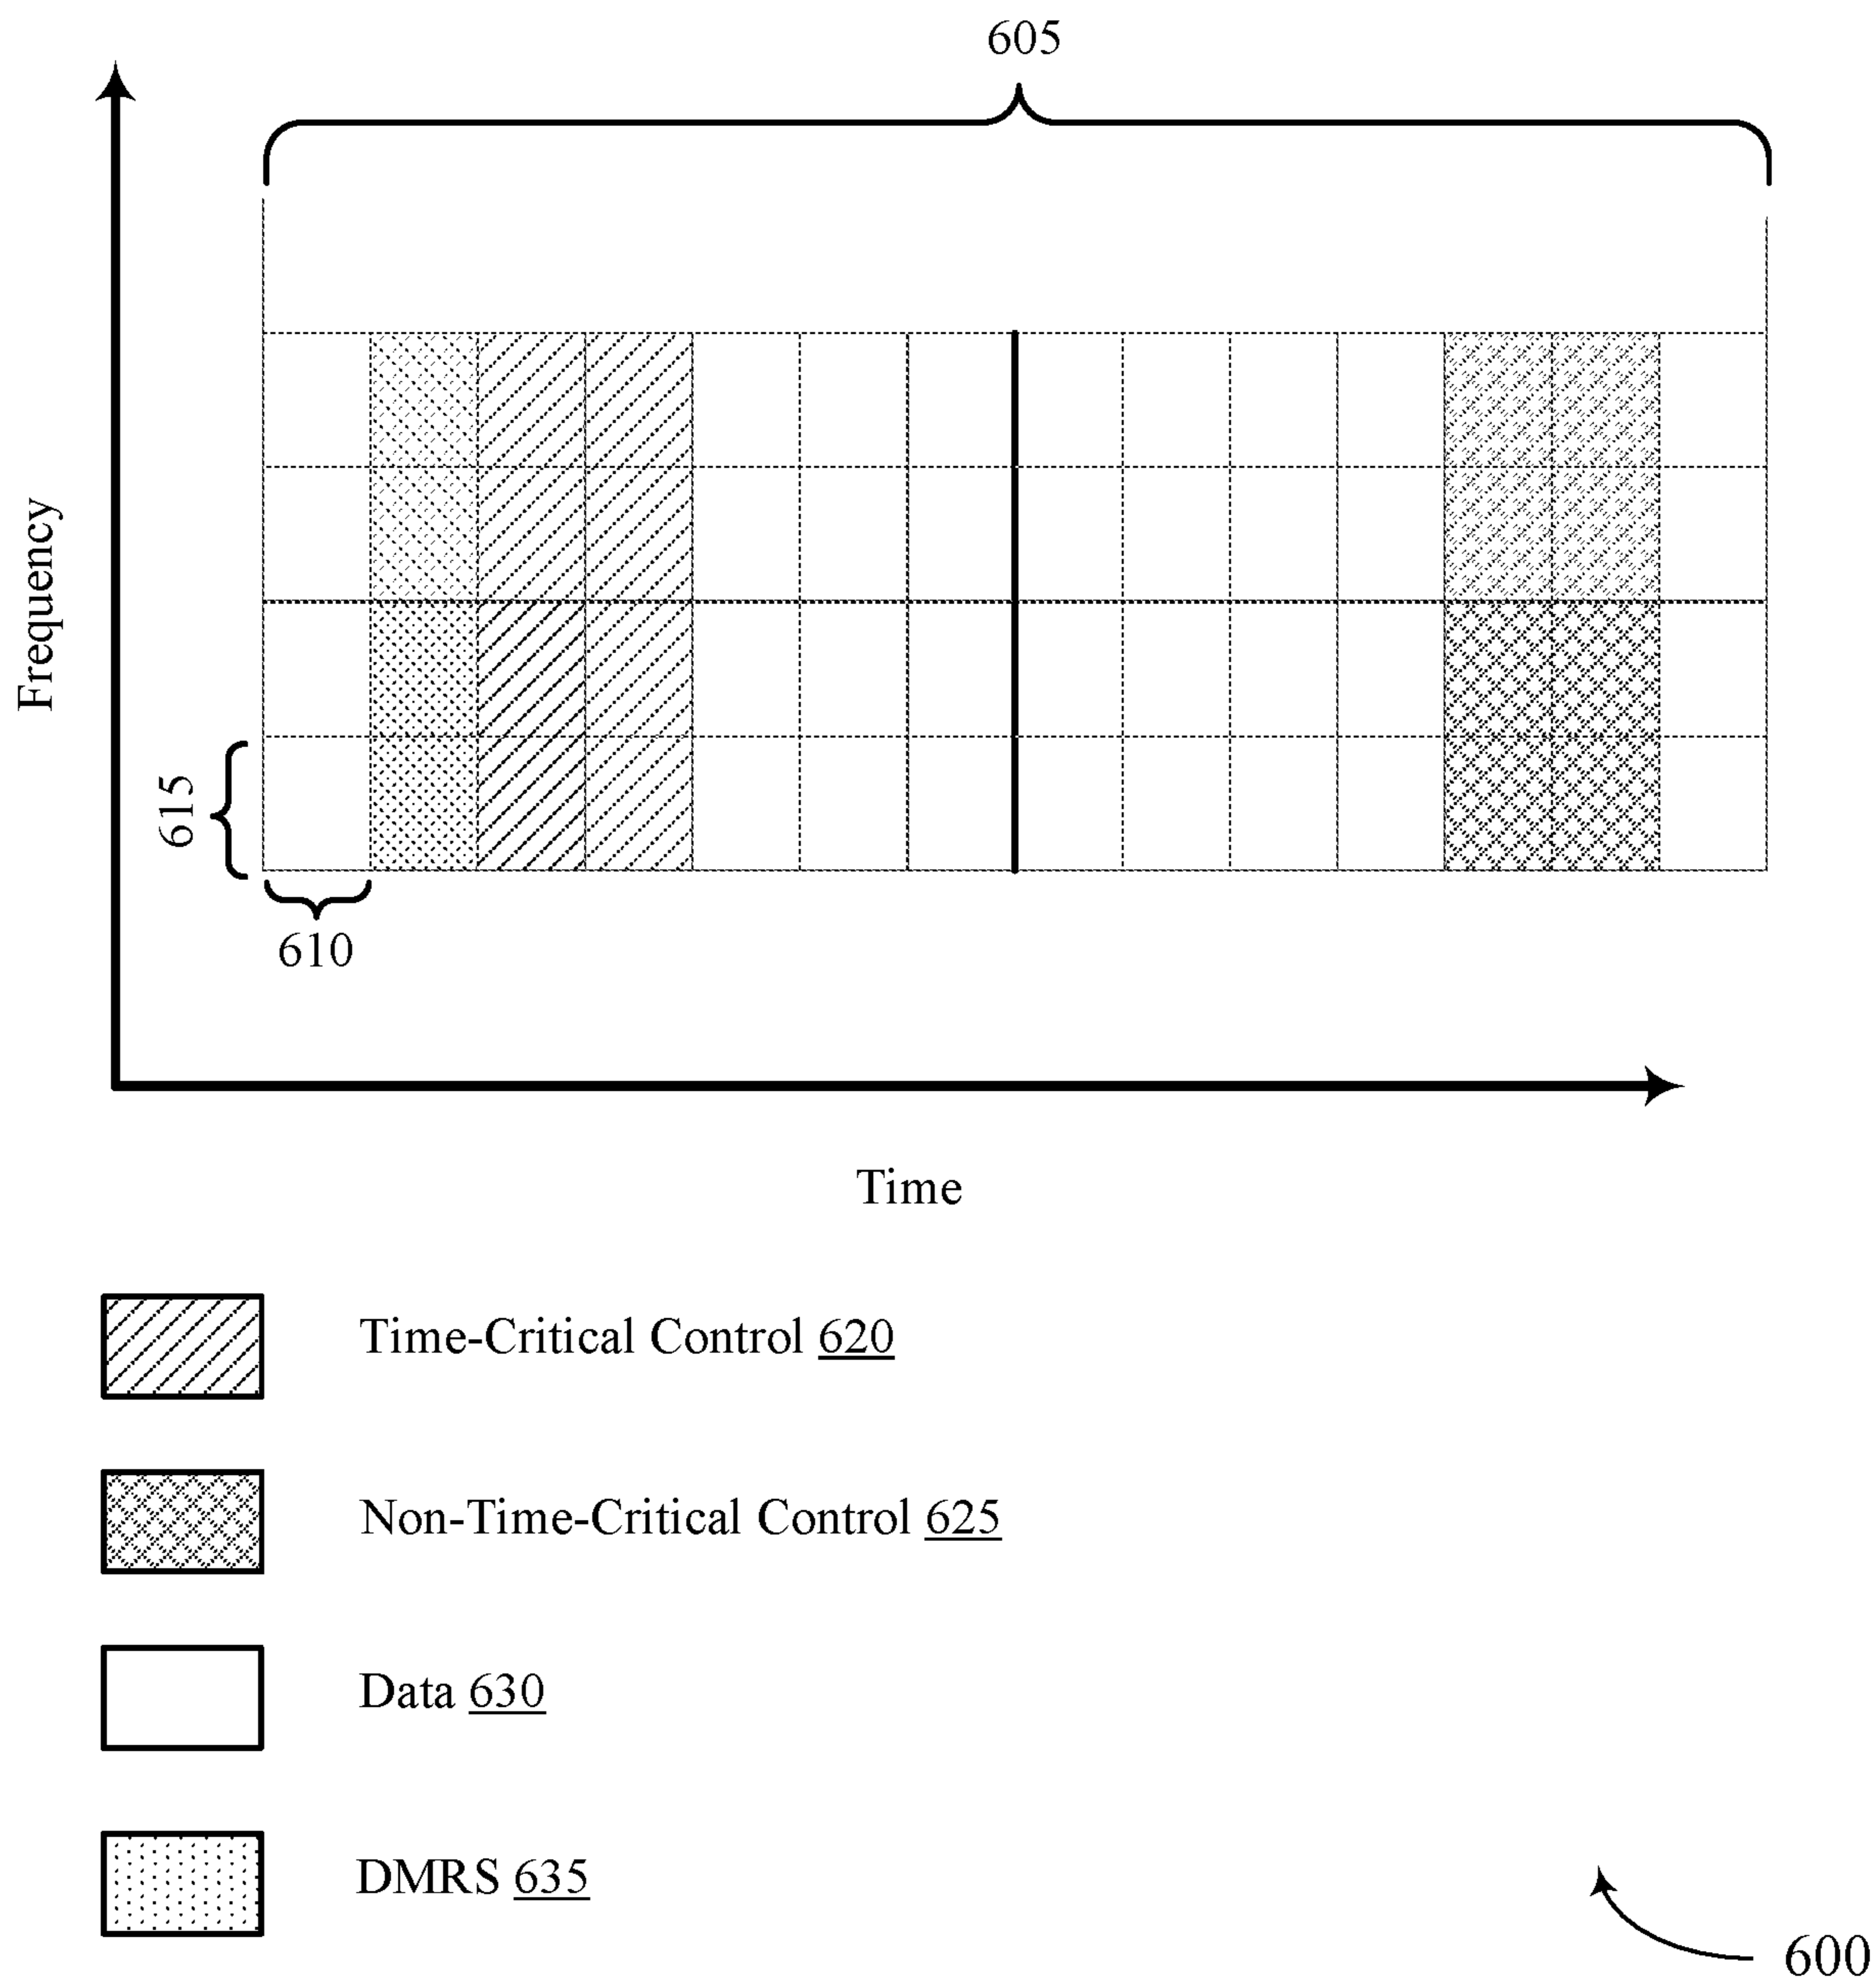 605
Frequency
615
610
Time
Time-Critical Control 620
Non-Time-Critical Control 625
Data 630
DMRS 635
600